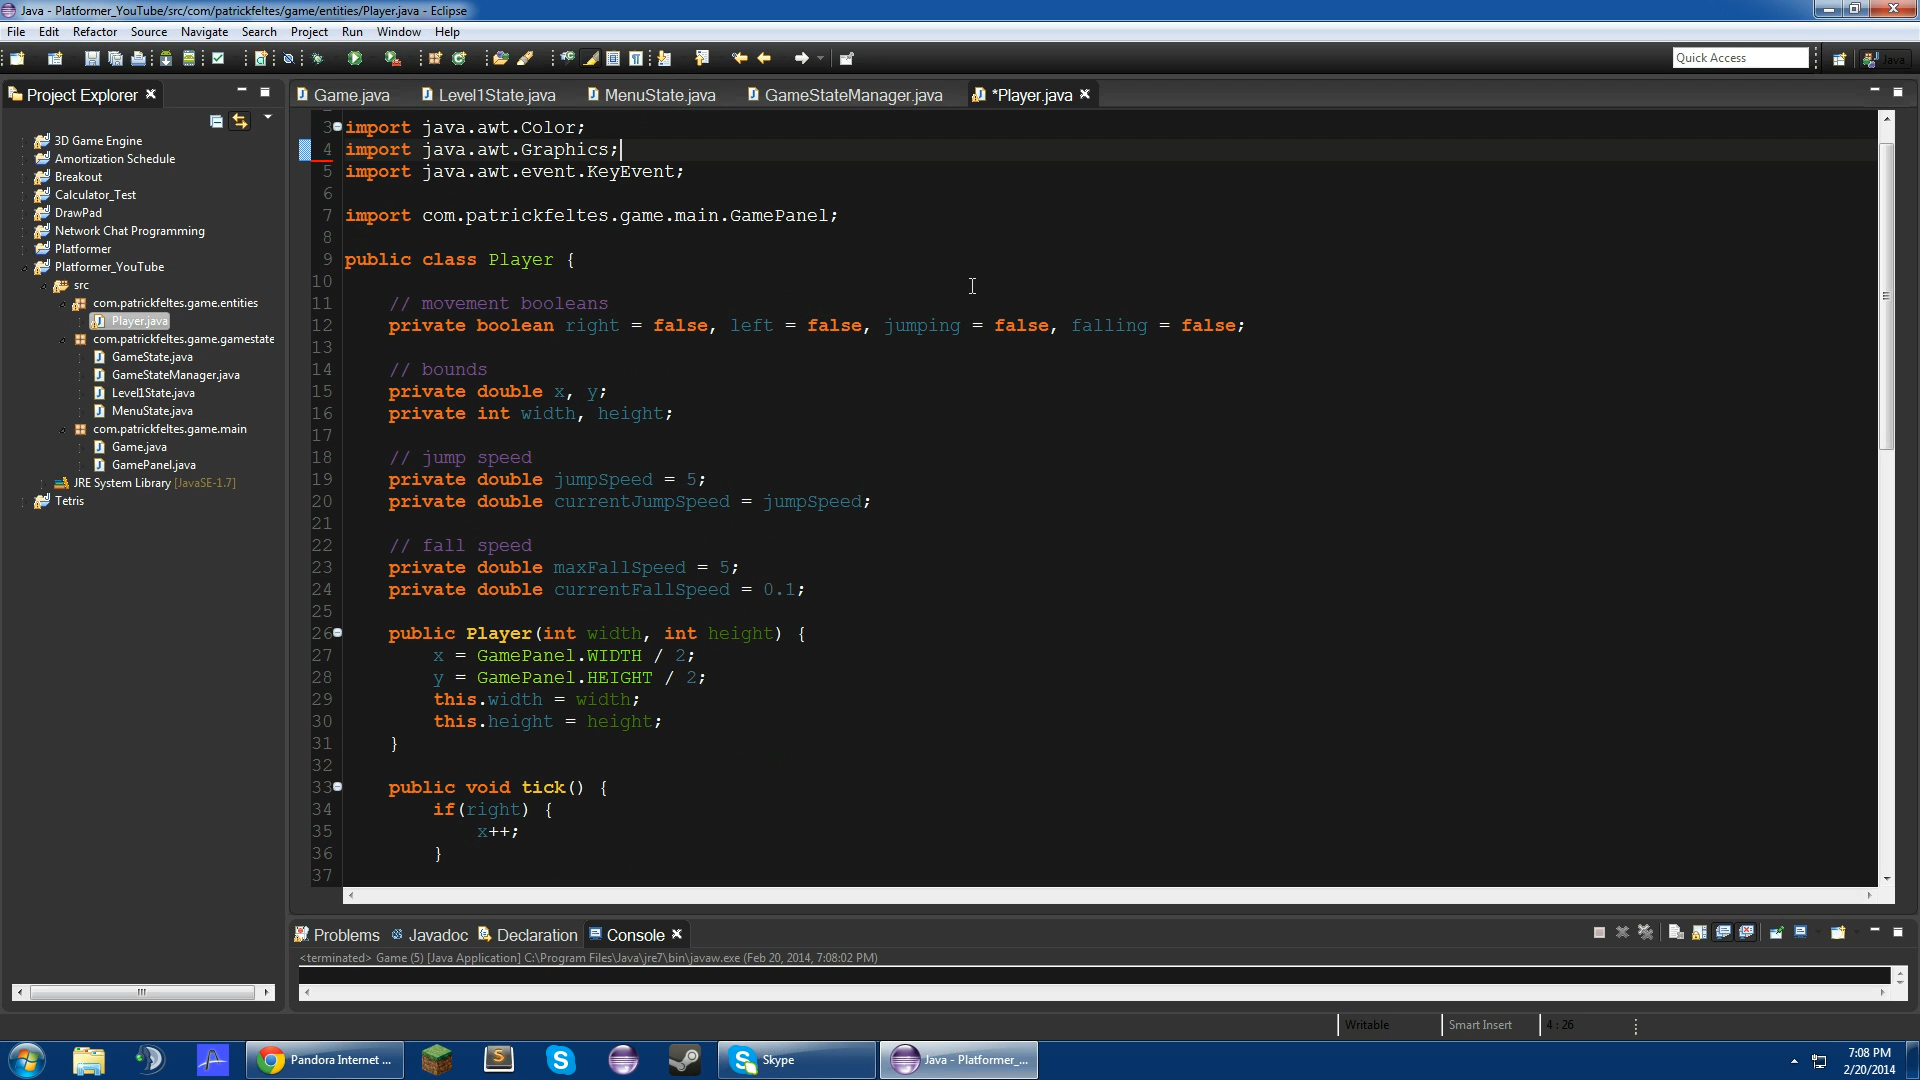 Java - Platformer_YouTube/src/com/patrickfeltes/game/entities/Player.java - Eclipse
File Edit Refactor Source Navigate Search Project Run Window Help
Quick Access
Java
Project Explorer
Game.java Level1State.java MenuState.java GameStateManager.java *Player.java
3D Game Engine
Amortization Schedule
Breakout
Calculator_Test
DrawPad
Network Chat Programming
Platformer
Platformer_YouTube
src
com.patrickfeltes.game.entities
Player.java
com.patrickfeltes.game.gamestate
GameState.java
GameStateManager.java
Level1State.java
MenuState.java
com.patrickfeltes.game.main
Game.java
GamePanel.java
JRE System Library [JavaSE-1.7]
Tetris
3 import java.awt.Color;
4 import java.awt.Graphics;
5 import java.awt.event.KeyEvent;
6
7 import com.patrickfeltes.game.main.GamePanel;
8
9 public class Player {
10
11 // movement booleans
12 private boolean right = false, left = false, jumping = false, falling = false;
13
14 // bounds
15 private double x, y;
16 private int width, height;
17
18 // jump speed
19 private double jumpSpeed = 5;
20 private double currentJumpSpeed = jumpSpeed;
21
22 // fall speed
23 private double maxFallSpeed = 5;
24 private double currentFallSpeed = 0.1;
25
26 public Player(int width, int height) {
27 x = GamePanel.WIDTH / 2;
28 y = GamePanel.HEIGHT / 2;
29 this.width = width;
30 this.height = height;
31 }
32
33 public void tick() {
34 if(right) {
35 x++;
36 }
37
Problems Javadoc Declaration Console
<terminated> Game (5) [Java Application] C:\Program Files\Java\jre7\bin\javaw.exe (Feb 20, 2014, 7:08:02 PM)
Writable Smart Insert 4 : 26
Pandora Internet ... Skype Java - Platformer_...
7:08 PM
2/20/2014